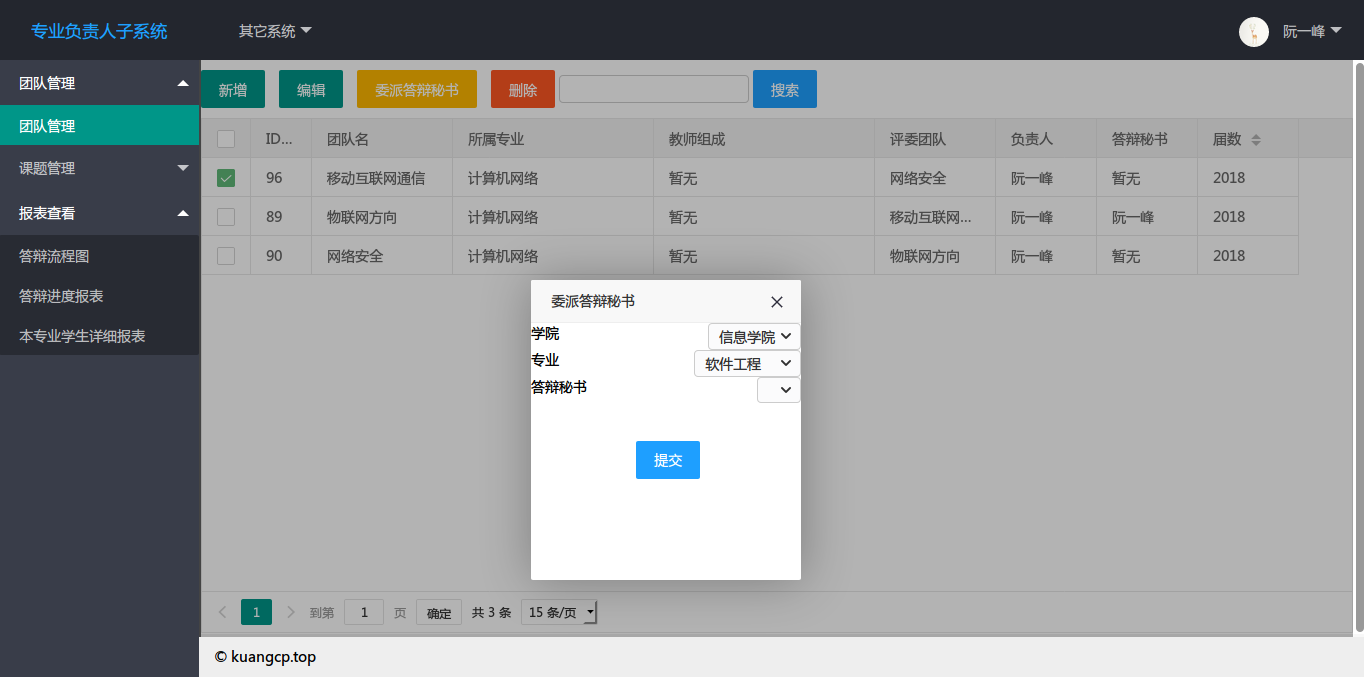 专业负责人子系统 其它系统 阮一峰
团队管理
团队管理
课题管理
报表查看
答辩流程图
答辩进度报表
本专业学生详细报表
新增 编辑 委派答辩秘书 删除 搜索
ID... 团队名 所属专业 教师组成 评委团队 负责人 答辩秘书 届数
96 移动互联网通信 计算机网络 暂无 网络安全 阮一峰 暂无 2018
89 物联网方向 计算机网络 暂无 移动互联网... 阮一峰 阮一峰 2018
90 网络安全 计算机网络 暂无 物联网方向 阮一峰 暂无 2018
委派答辩秘书
学院 信息学院
专业 软件工程
答辩秘书
提交
1 到第 1 页 确定 共 3 条 15 条/页
© kuangcp.top